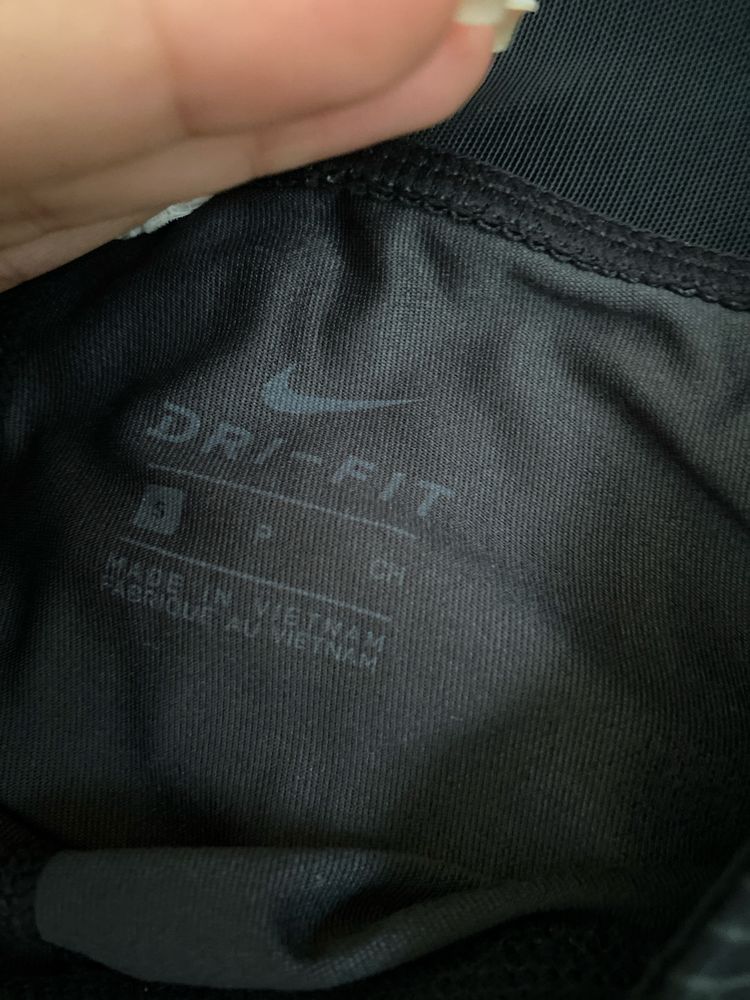 DRI-FIT
S P CH
MADE IN VIETNAM
FABRIQUÉ AU VIETNAM